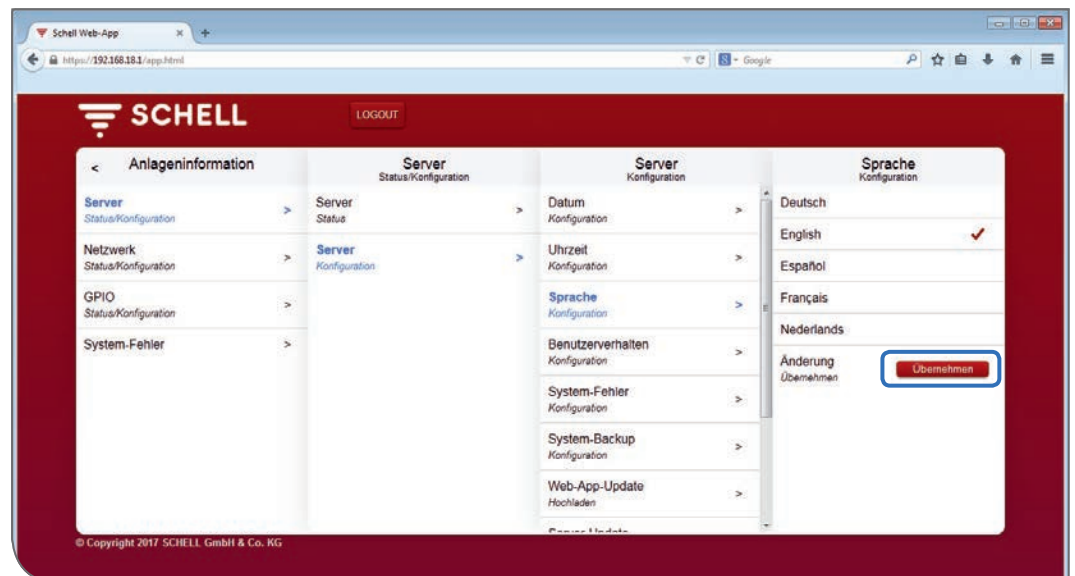 Schell Web-App
https://192.168.18.1/app.html
Google
SCHELL
LOGOUT
< Anlageninformation
Server
Status/Konfiguration
>
Netzwerk
Status/Konfiguration
>
GPIO
Status/Konfiguration
>
System-Fehler
>
Server
Status/Konfiguration
Server
Status
>
Server
Konfiguration
>
Server
Konfiguration
Datum
Konfiguration
>
Uhrzeit
Konfiguration
>
Sprache
Konfiguration
>
Benutzerverhalten
Konfiguration
>
System-Fehler
Konfiguration
>
System-Backup
Konfiguration
>
Web-App-Update
Hochladen
>
Server Update
Sprache
Konfiguration
Deutsch
English
Español
Français
Nederlands
Änderung
Übernehmen
Übernehmen
© Copyright 2017 SCHELL GmbH & Co. KG